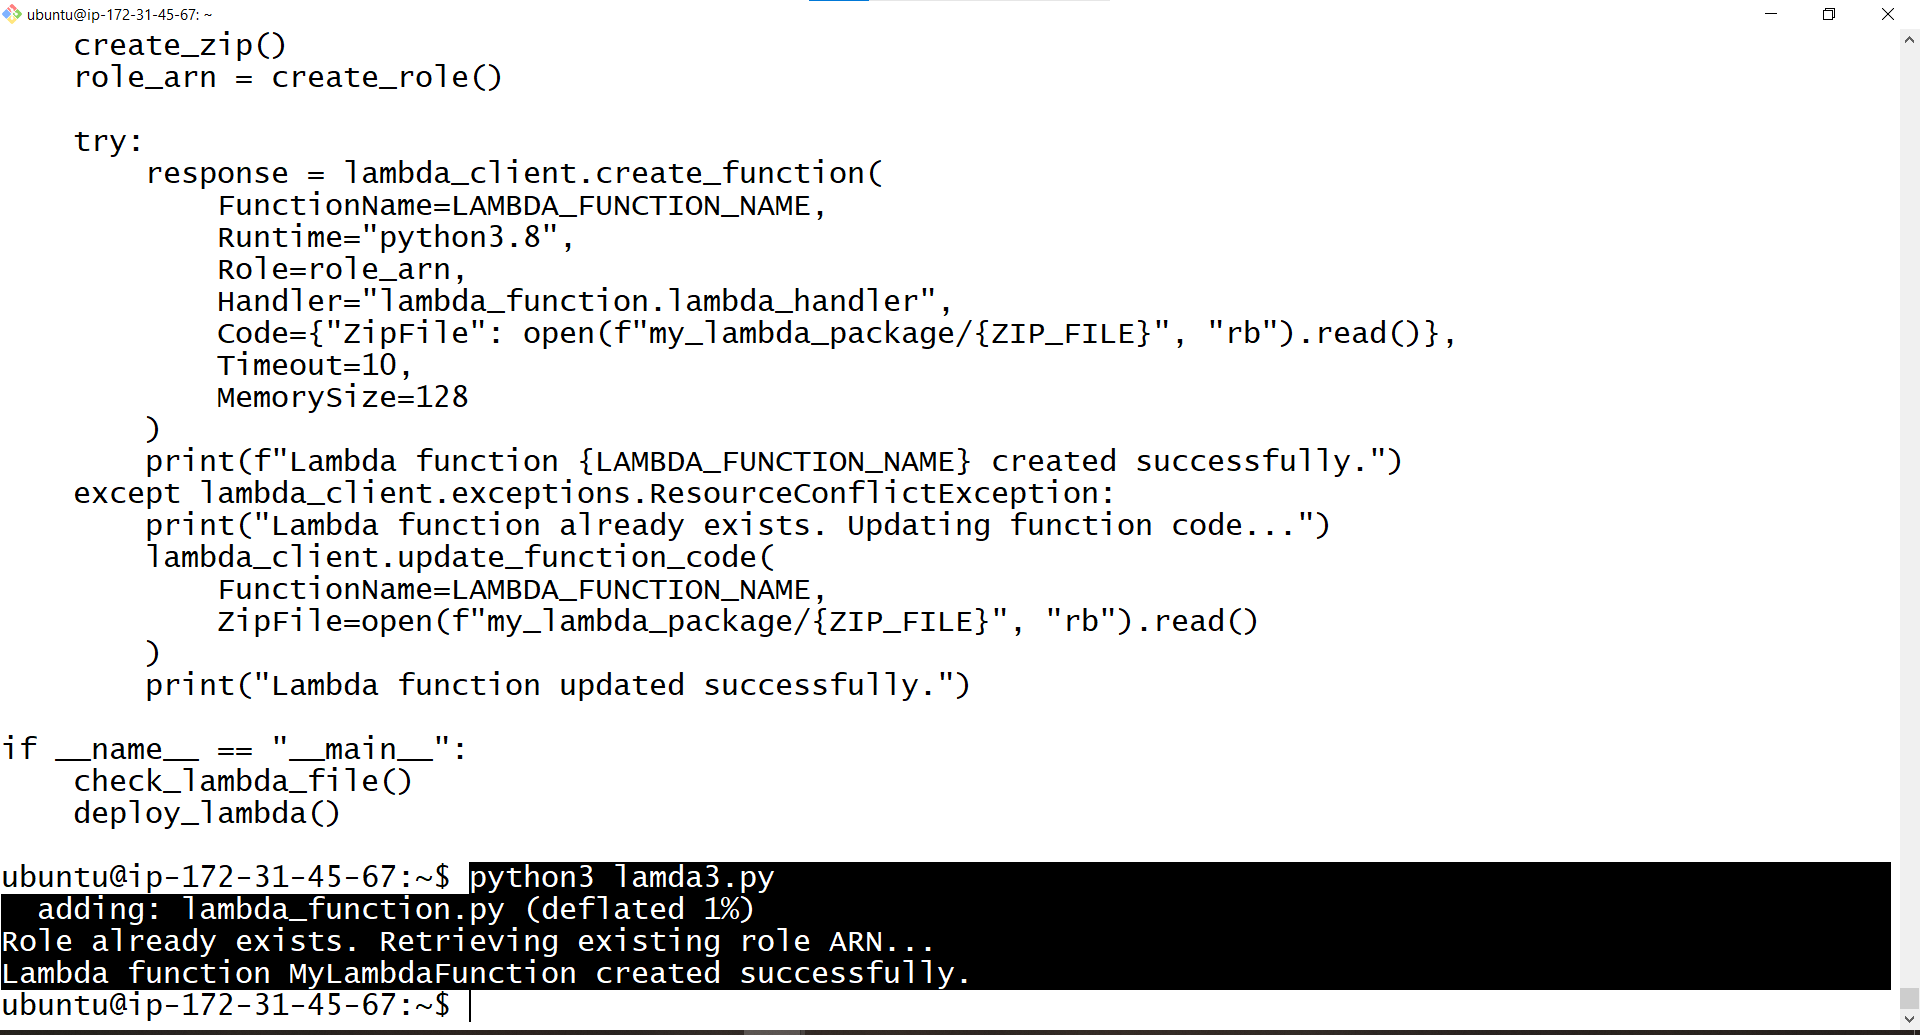 ubuntu@ip-172-31-45-67: ~
    create_zip()
    role_arn = create_role()

    try:
        response = lambda_client.create_function(
            FunctionName=LAMBDA_FUNCTION_NAME,
            Runtime="python3.8",
            Role=role_arn,
            Handler="lambda_function.lambda_handler",
            Code={"ZipFile": open(f"my_lambda_package/{ZIP_FILE}", "rb").read()},
            Timeout=10,
            MemorySize=128
        )
        print(f"Lambda function {LAMBDA_FUNCTION_NAME} created successfully.")
    except lambda_client.exceptions.ResourceConflictException:
        print("Lambda function already exists. Updating function code...")
        lambda_client.update_function_code(
            FunctionName=LAMBDA_FUNCTION_NAME,
            ZipFile=open(f"my_lambda_package/{ZIP_FILE}", "rb").read()
        )
        print("Lambda function updated successfully.")

if __name__ == "__main__":
    check_lambda_file()
    deploy_lambda()

ubuntu@ip-172-31-45-67:~$ python3 lamda3.py
  adding: lambda_function.py (deflated 1%)
Role already exists. Retrieving existing role ARN...
Lambda function MyLambdaFunction created successfully.
ubuntu@ip-172-31-45-67:~$